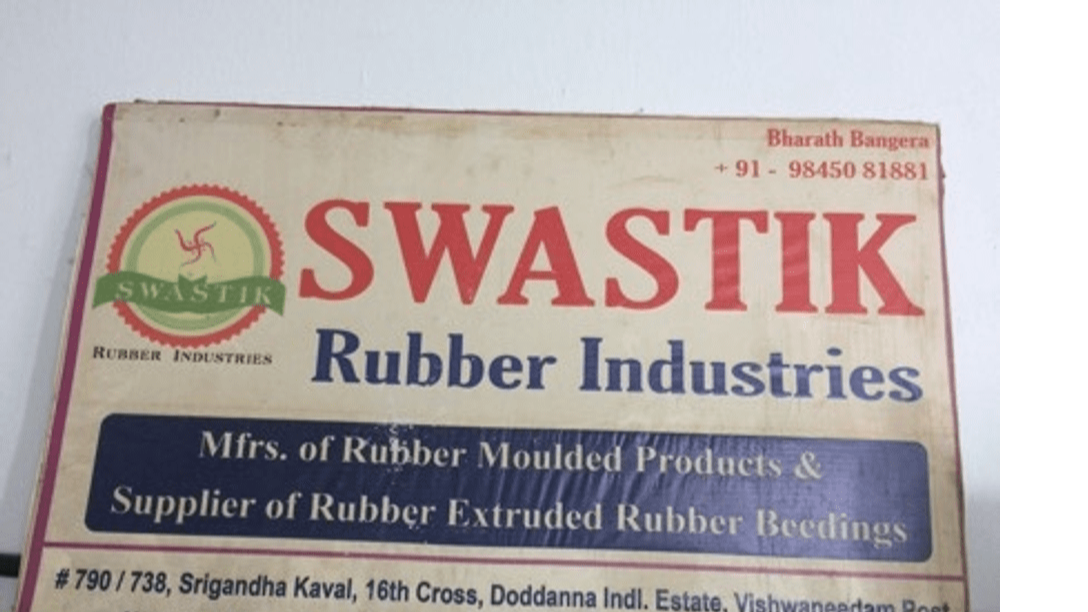 Bharath Bangera
+ 91 - 98450 81881
SWASTIK
SWASTIK
RUBBER INDUSTRIES
Rubber Industries
Mfrs. of Rubber Moulded Products &
Supplier of Rubber Extruded Rubber Beedings
# 790 / 738, Srigandha Kaval, 16th Cross, Doddanna Indl. Estate, Vishwaneedam Post